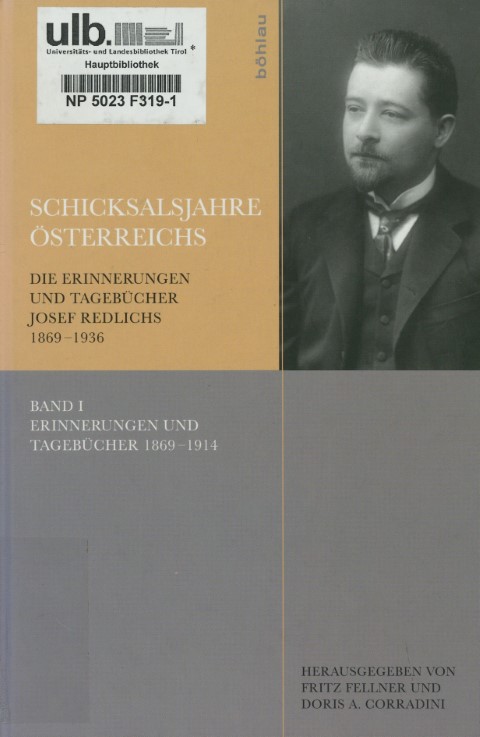 ulb.
Universitäts- und Landesbibliothek Tirol *
Hauptbibliothek
NP 5023 F319-1
böhlau
SCHICKSALSJAHRE
ÖSTERREICHS
DIE ERINNERUNGEN
UND TAGEBÜCHER
JOSEF REDLICHS
1869–1936
BAND I
ERINNERUNGEN UND
TAGEBÜCHER 1869–1914
HERAUSGEGEBEN VON
FRITZ FELLNER UND
DORIS A. CORRADINI